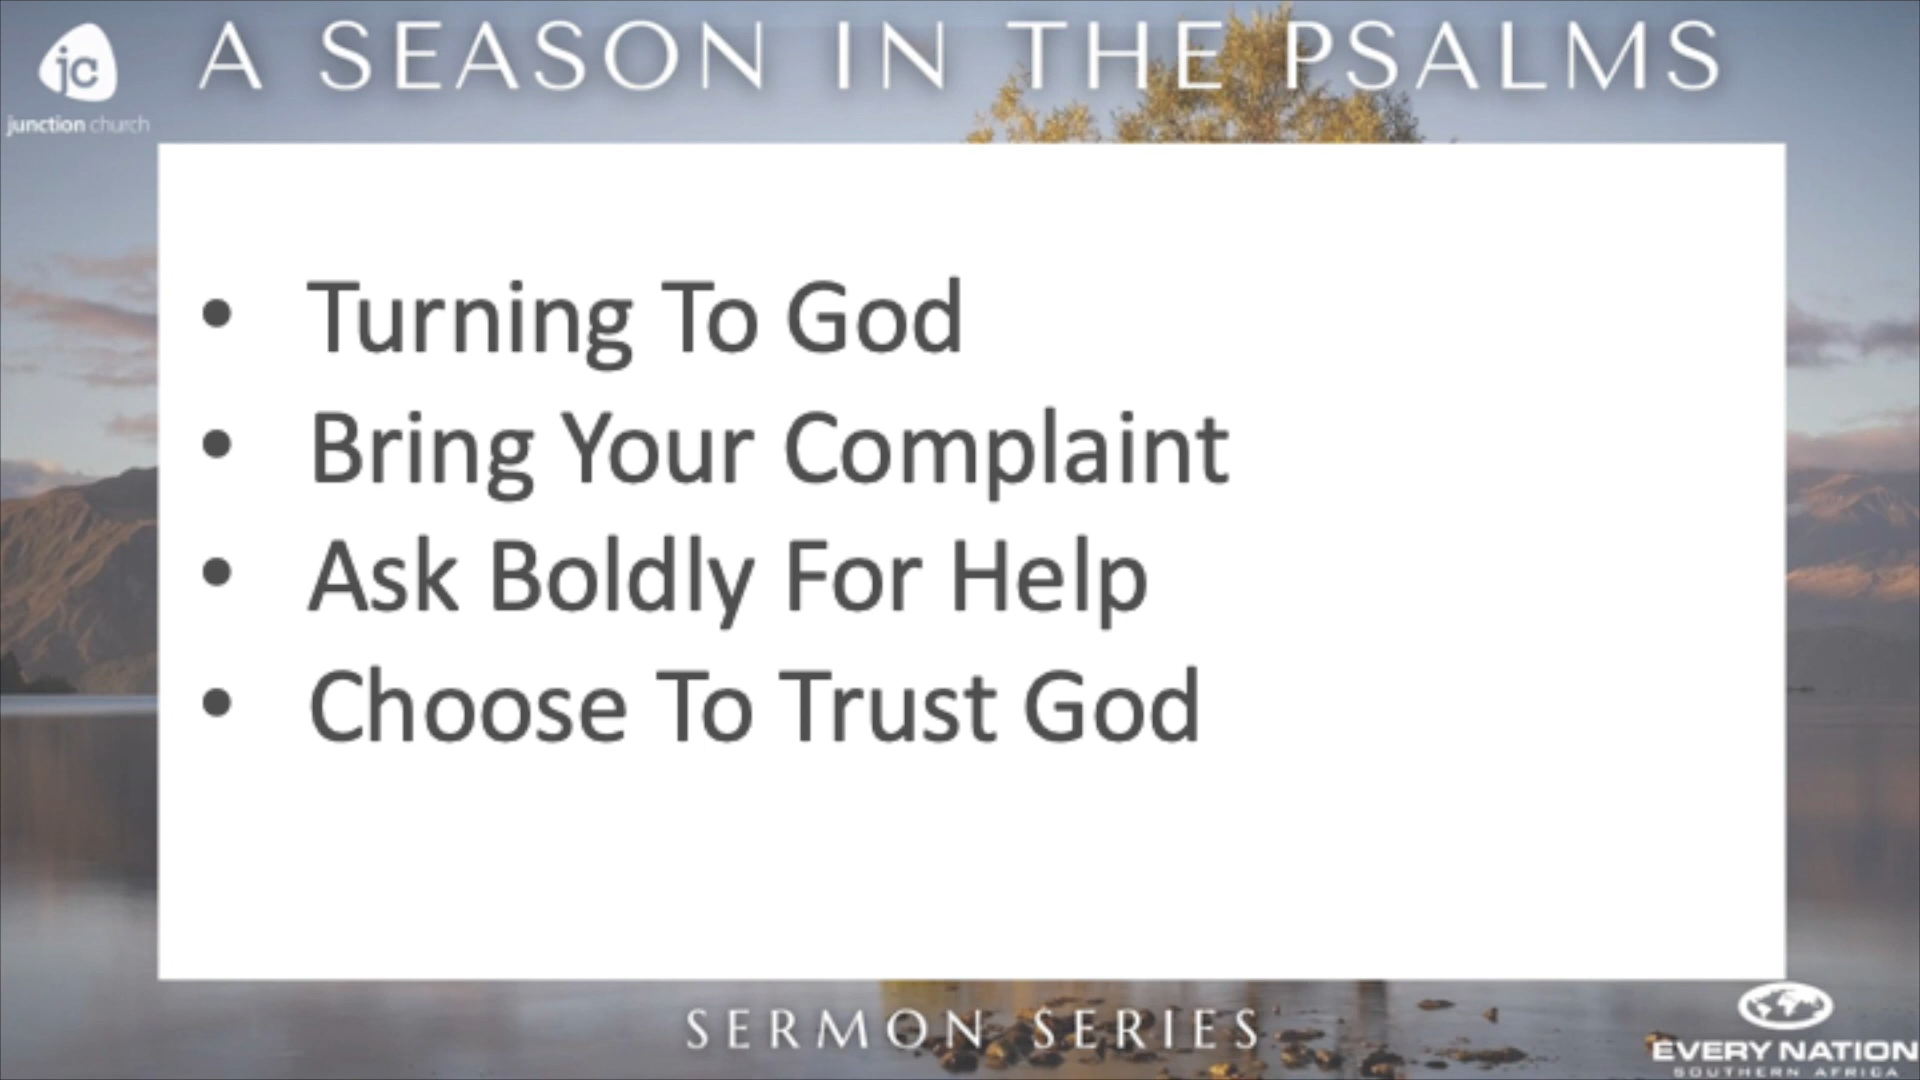 jc
junction church
A SEASON IN THE PSALMS
• Turning To God
• Bring Your Complaint
• Ask Boldly For Help
• Choose To Trust God
SERMON SERIES
EVERY NATION
SOUTHERN AFRICA